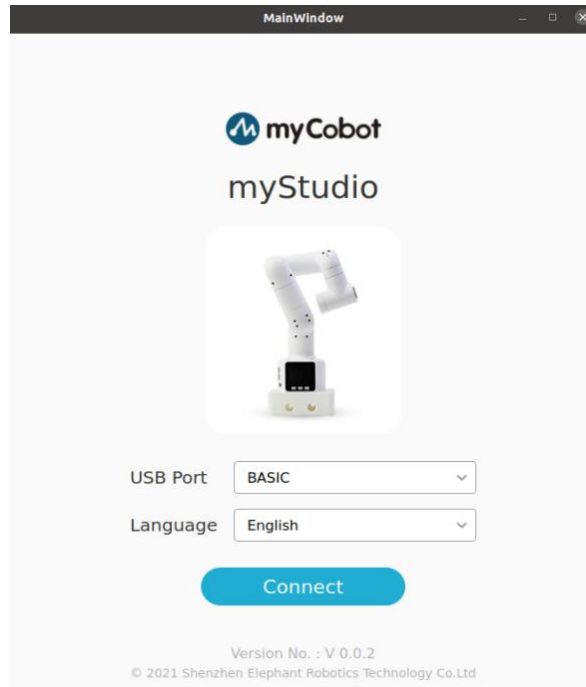 MainWindow
myCobot
myStudio
USB Port BASIC
Language English
Connect
Version No. : V 0.0.2
© 2021 Shenzhen Elephant Robotics Technology Co.Ltd